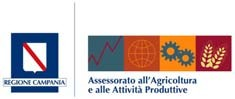 REGIONE CAMPANIA
Assessorato all'Agricoltura
e alle Attività Produttive